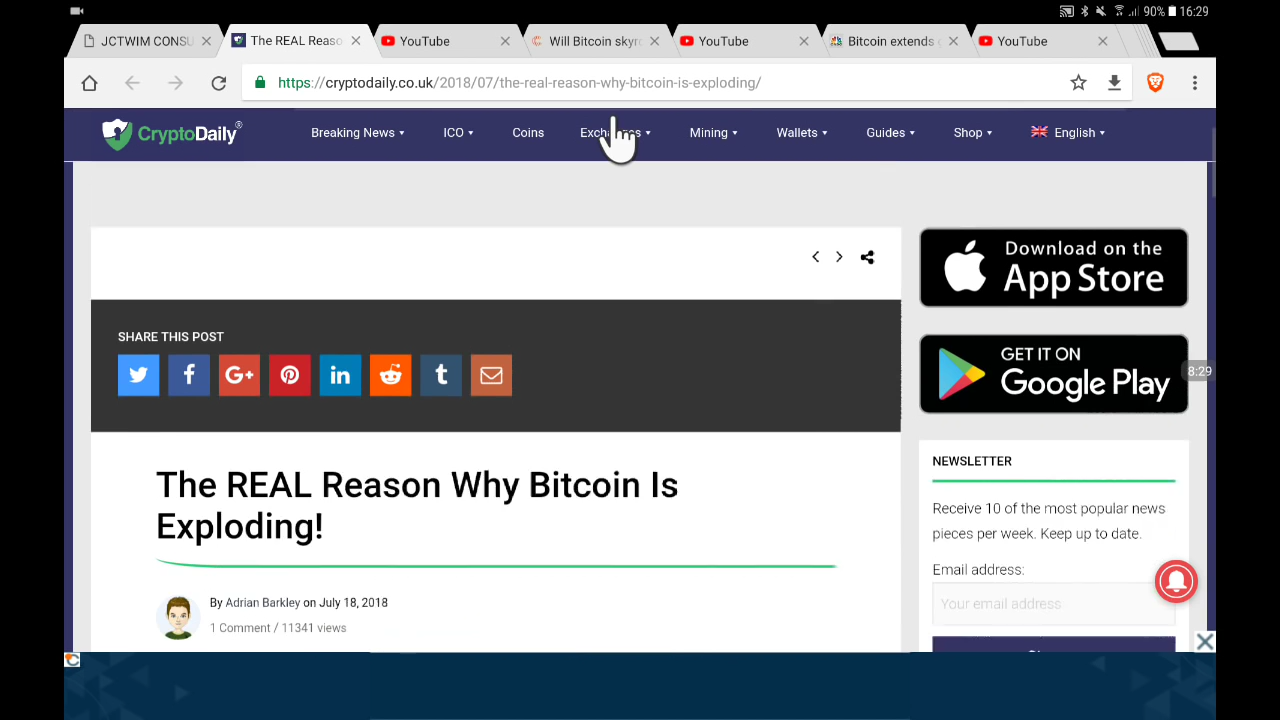 90% 16:29
JCTWIM CONSU
The REAL Reaso
YouTube
Will Bitcoin skyro
YouTube
Bitcoin extends
YouTube
https://cryptodaily.co.uk/2018/07/the-real-reason-why-bitcoin-is-exploding/
CryptoDaily®
Breaking News
ICO
Coins
Mining
Wallets
Guides
Shop
English
Download on the
App Store
SHARE THIS POST
GET IT ON
Google Play
8:29
The REAL Reason Why Bitcoin Is
Exploding!
NEWSLETTER
Receive 10 of the most popular news
pieces per week. Keep up to date.
Email address:
Your email address
By Adrian Barkley on July 18, 2018
1 Comment / 11341 views